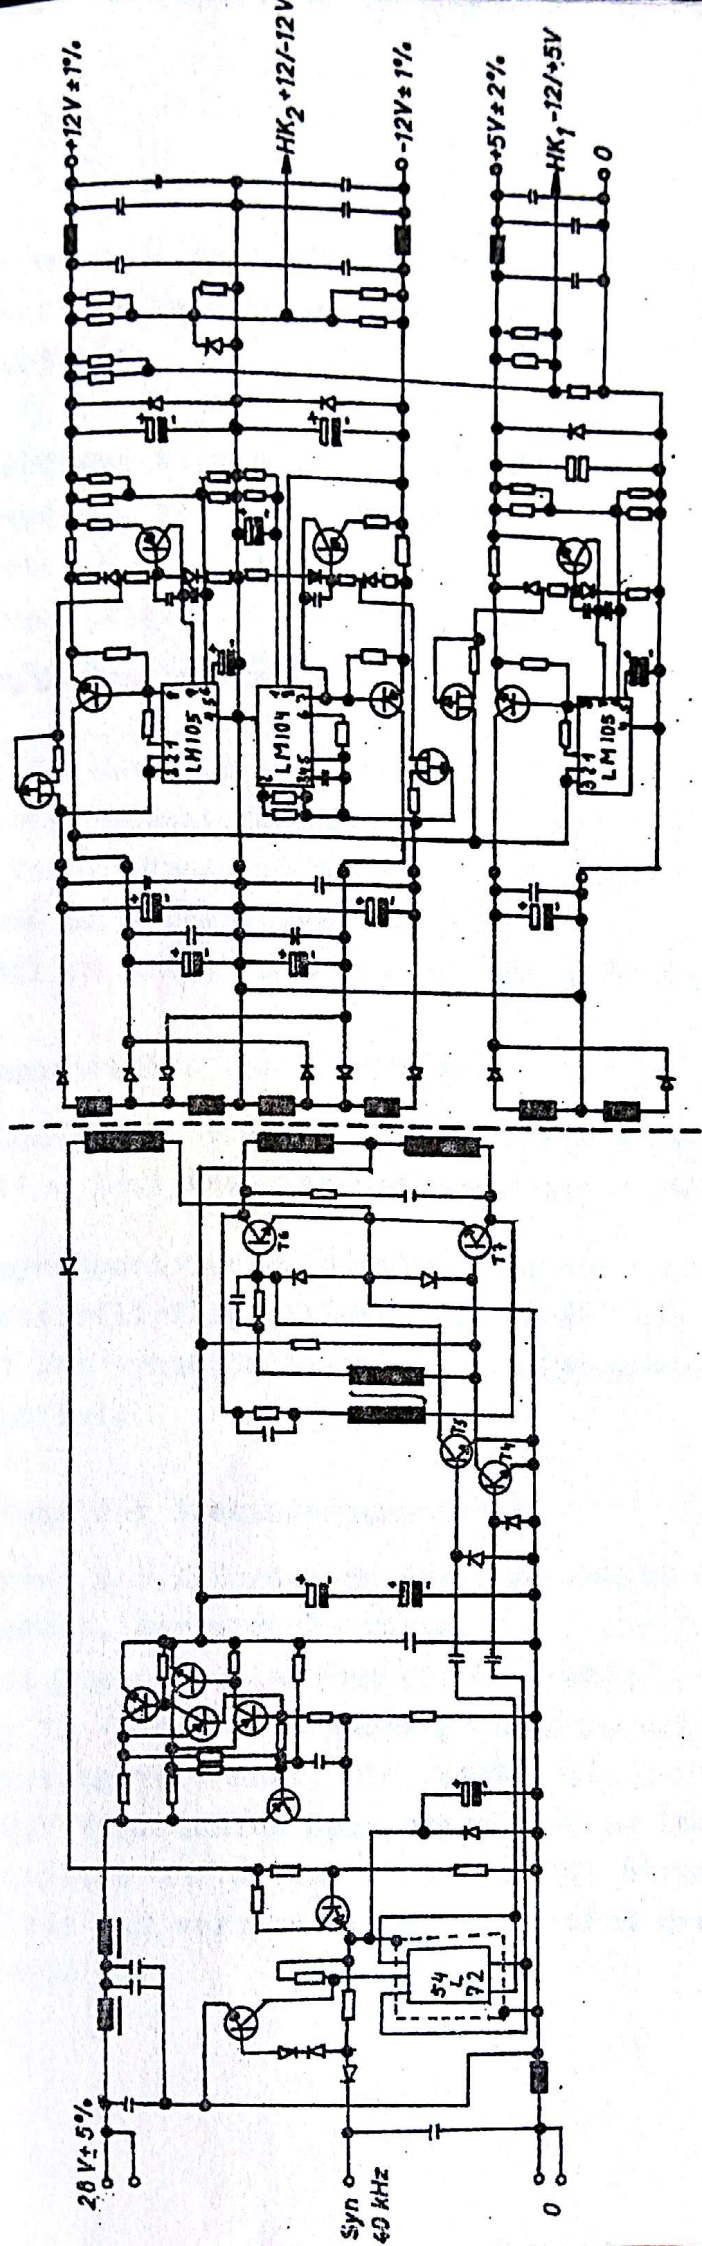 +12V ± 1%
HK₂ +12/-12V
-12V ± 1%
+5V ± 2%
HK₁ -12/+5V
0
LM105
LM104
LM105
T6
T7
T5
T4
54
L
72
28 V ± 5%
Syn
40 kHz
0